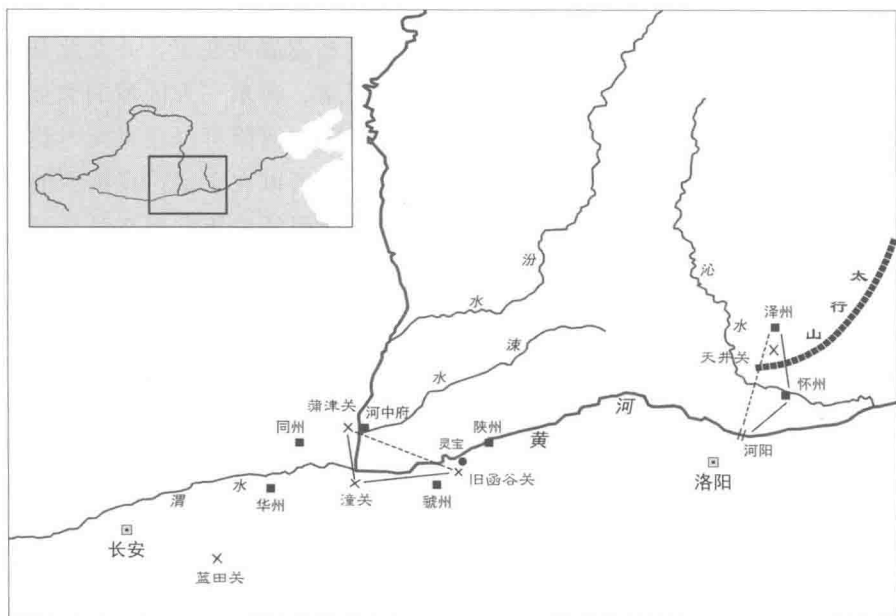 汾
水
涑
水
沁
水
太
行
山
泽州
天井关
怀州
河阳
洛阳
黄
河
蒲津关
河中府
同州
陕州
灵宝
旧函谷关
虢州
潼关
华州
渭
水
长安
蓝田关